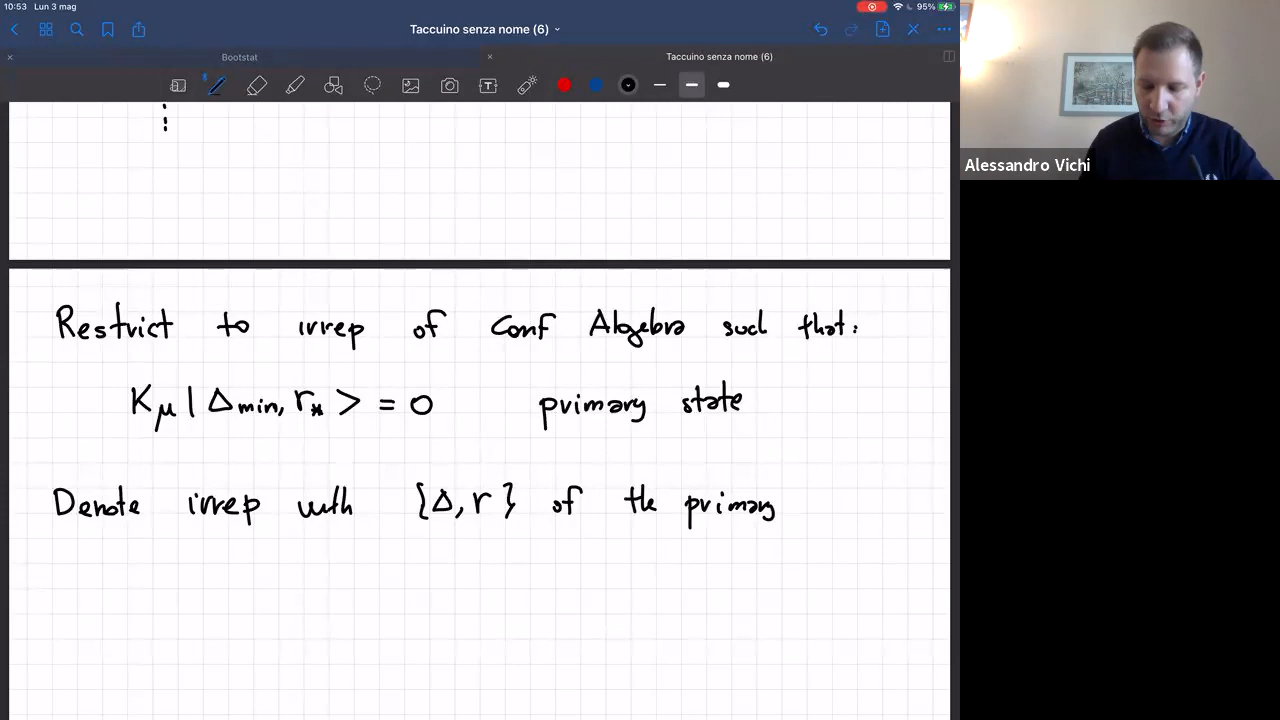 10:53 Lun 3 mag
95%
Taccuino senza nome (6)
Bootstat
Taccuino senza nome (6)
Alessandro Vichi
Restrict to irrep of Conf Algebra such that:
Kμ | Δmin, r* > = 0 primary state
Denote irrep with {Δ, r} of the primary